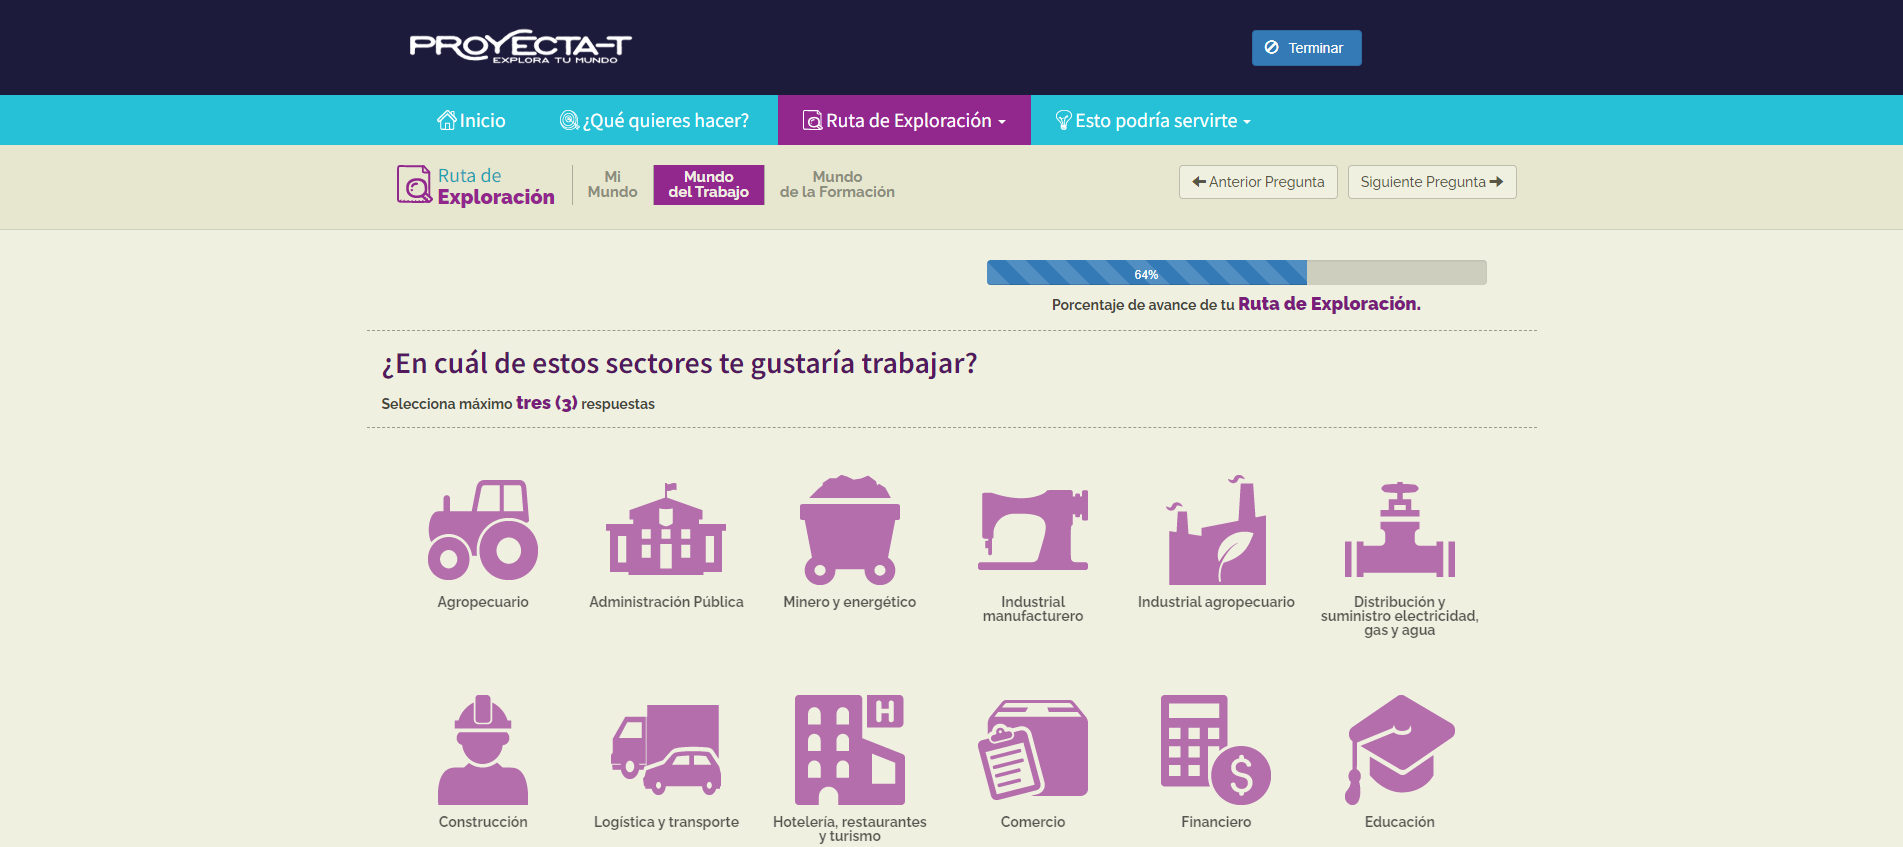 PROYECTA-T
EXPLORA TU MUNDO
Terminar
Inicio
¿Qué quieres hacer?
Ruta de Exploración
Esto podría servirte
Ruta de
Exploración
Mi
Mundo
Mundo
del Trabajo
Mundo
de la Formación
Anterior Pregunta
Siguiente Pregunta
64%
Porcentaje de avance de tu Ruta de Exploración.
¿En cuál de estos sectores te gustaría trabajar?
Selecciona máximo tres (3) respuestas
Agropecuario
Administración Pública
Minero y energético
Industrial
manufacturero
Industrial agropecuario
Distribución y
suministro electricidad,
gas y agua
H
$
Construcción
Logística y transporte
Hotelería, restaurantes
y turismo
Comercio
Financiero
Educación